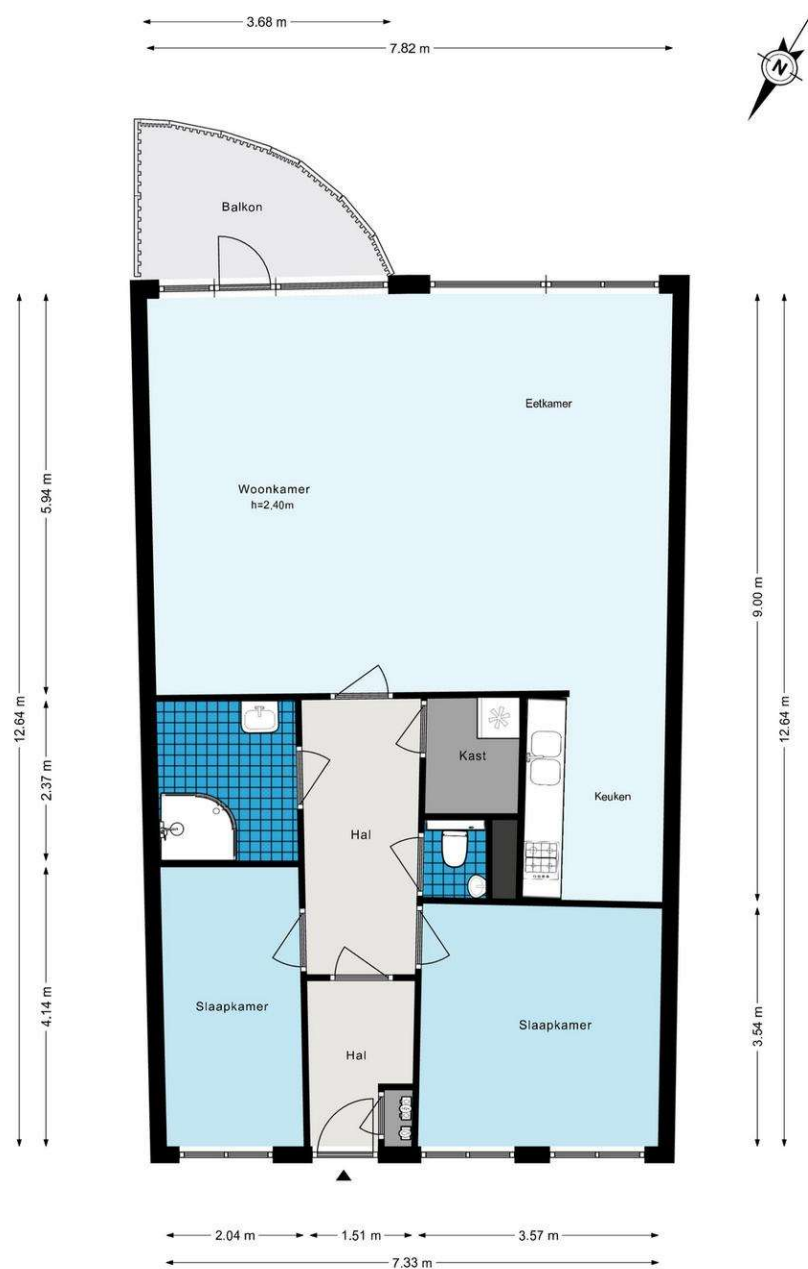 3.68 m
7.82 m
N
Balkon
Eetkamer
Woonkamer
h=2,40m
5.94 m
9.00 m
12.64 m
12.64 m
2.37 m
Kast
Keuken
Hal
4.14 m
Slaapkamer
Slaapkamer
3.54 m
Hal
2.04 m
1.51 m
3.57 m
7.33 m